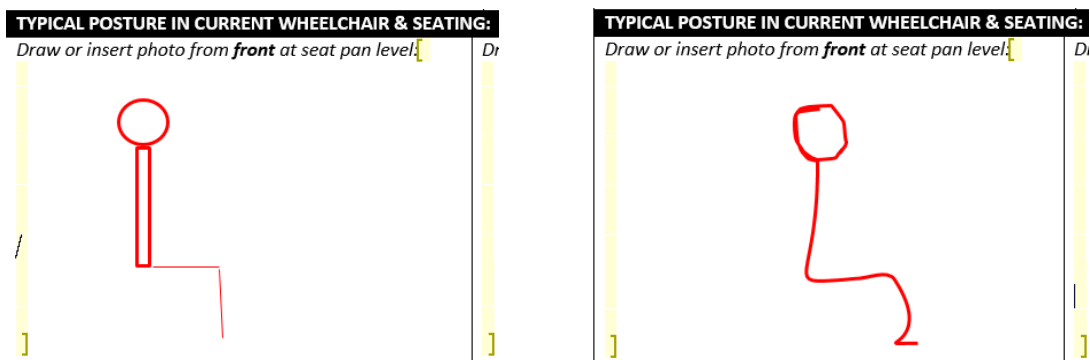 TYPICAL POSTURE IN CURRENT WHEELCHAIR & SEATING:
Draw or insert photo from front at seat pan level:[
]
]
TYPICAL POSTURE IN CURRENT WHEELCHAIR & SEATING:
Draw or insert photo from front at seat pan level:[
]
]